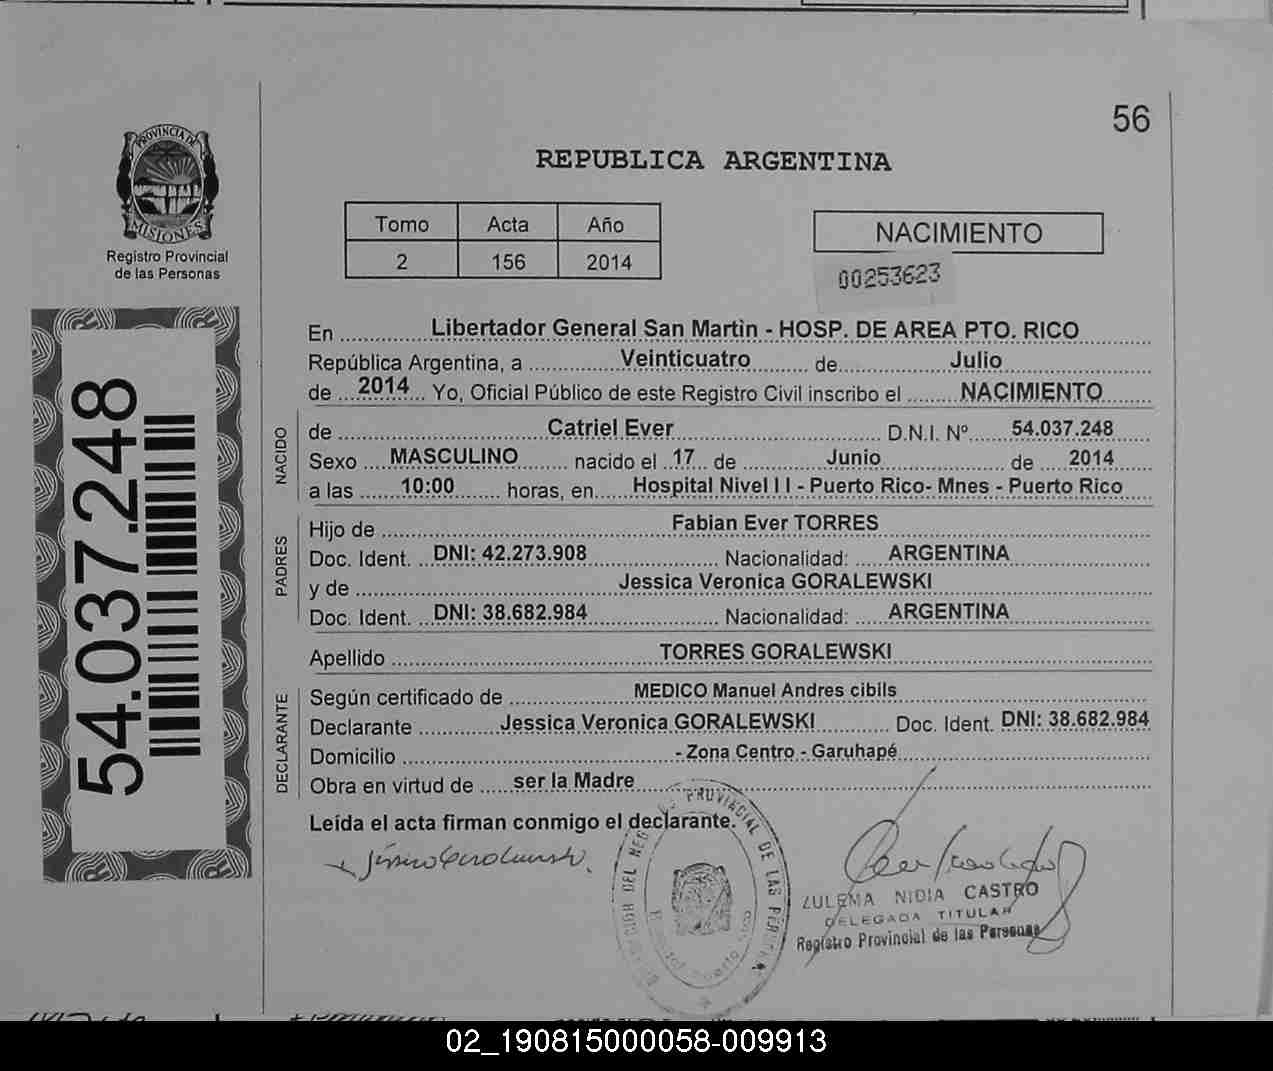 56
PROVINCIA DE
MISIONES
Registro Provincial
de las Personas
REPUBLICA ARGENTINA
Tomo Acta Año
2 156 2014
NACIMIENTO
00253623
54.037.248
En Libertador General San Martin - HOSP. DE AREA PTO. RICO
República Argentina, a Veinticuatro de Julio
de 2014 Yo, Oficial Público de este Registro Civil inscribo el NACIMIENTO
NACIDO
de Catriel Ever D.N.I. Nº 54.037.248
Sexo MASCULINO nacido el 17 de Junio de 2014
a las 10:00 horas, en Hospital Nivel I I - Puerto Rico- Mnes - Puerto Rico
PADRES
Hijo de Fabian Ever TORRES
Doc. Ident. DNI: 42.273.908 Nacionalidad: ARGENTINA
y de Jessica Veronica GORALEWSKI
Doc. Ident. DNI: 38.682.984 Nacionalidad: ARGENTINA
Apellido TORRES GORALEWSKI
DECLARANTE
Según certificado de MEDICO Manuel Andres cibils
Declarante Jessica Veronica GORALEWSKI Doc. Ident. DNI: 38.682.984
Domicilio - Zona Centro - Garuhapé
Obra en virtud de ser la Madre
Leída el acta firman conmigo el declarante.
PROVINCIAL DE LAS
ZULEMA NIDIA CASTRO
DELEGADA TITULAR
Registro Provincial de las Personas
02_190815000058-009913